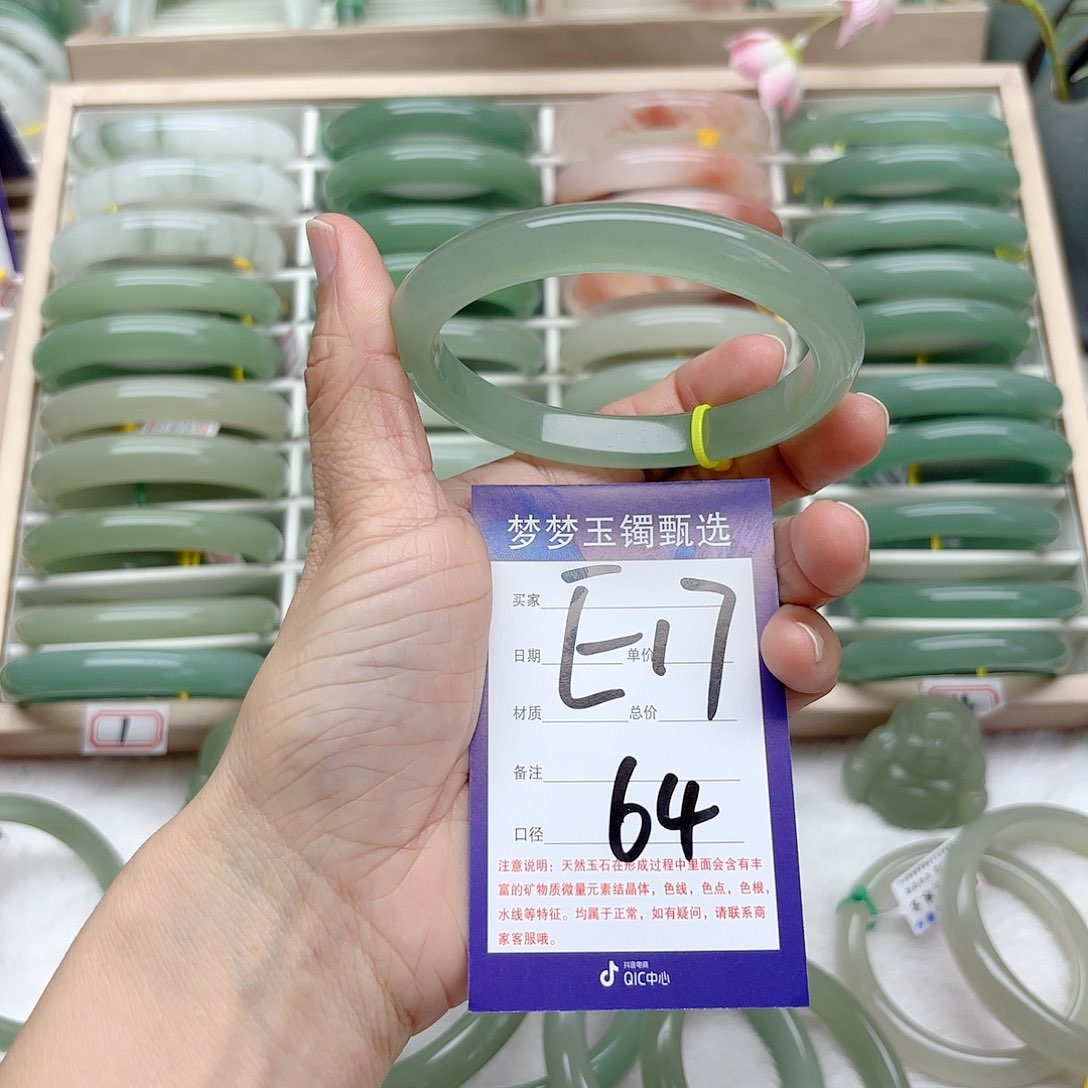 梦梦玉镯甄选
买家
E17
日期 单价
材质 总价
备注
口径 64
注意说明：天然玉石在形成过程中里面会含有丰
富的矿物质微量元素结晶体，色线，色点，色根，
水线等特征。均属于正常，如有疑问，请联系商
家客服哦。
抖音电商
QIC中心
1